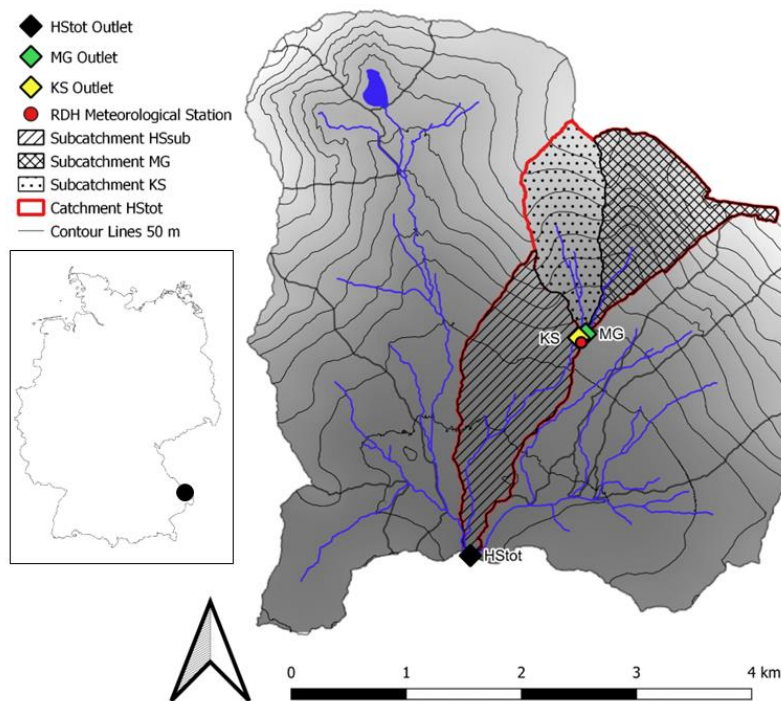 HStot Outlet
MG Outlet
KS Outlet
RDH Meteorological Station
Subcatchment HSsub
Subcatchment MG
Subcatchment KS
Catchment HStot
Contour Lines 50 m
KS
MG
HStot
0 1 2 3 4 km